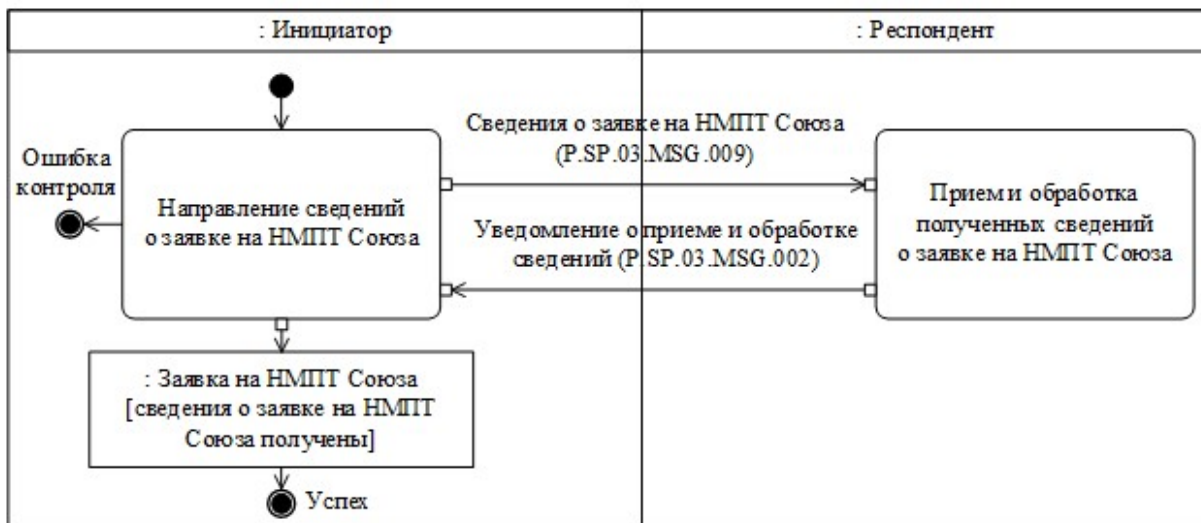 : Инициатор
: Респондент
Сведения о заявке на НМПТ Союза
(P.SP.03.MSG.009)
Ошибка
контроля
Направление сведений
о заявке на НМПТ Союза
Прием и обработка
полученных сведений
о заявке на НМПТ Союза
Уведомление о приеме и обработке
сведений (P.SP.03.MSG.002)
: Заявка на НМПТ Союза
[сведения о заявке на НМПТ
Союза получены]
Успех